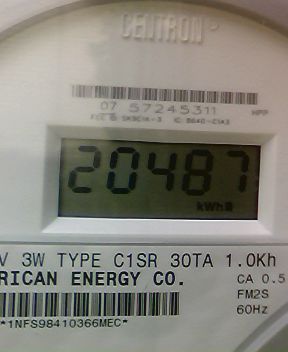 CENTRON®
07 57245311 HPP
20487
kWh
V 3W TYPE C1SR 30TA 1.0Kh
RICAN ENERGY CO. CA 0.5
FM2S
*1NFS98410366MEC* 60Hz